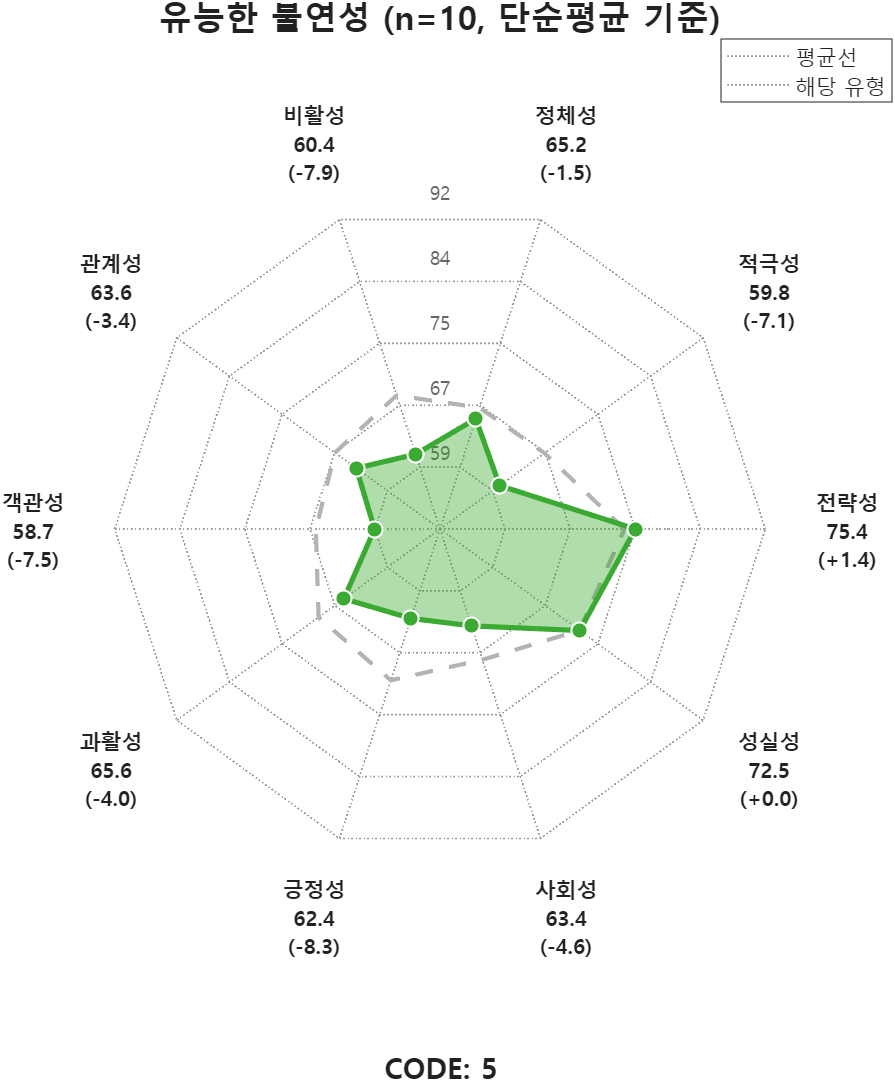 유능한 불연성 (n=10, 단순평균 기준)
평균선
해당 유형
비활성
60.4
(-7.9)
정체성
65.2
(-1.5)
92
84
75
67
59
관계성
63.6
(-3.4)
적극성
59.8
(-7.1)
객관성
58.7
(-7.5)
전략성
75.4
(+1.4)
과활성
65.6
(-4.0)
성실성
72.5
(+0.0)
긍정성
62.4
(-8.3)
사회성
63.4
(-4.6)
CODE: 5